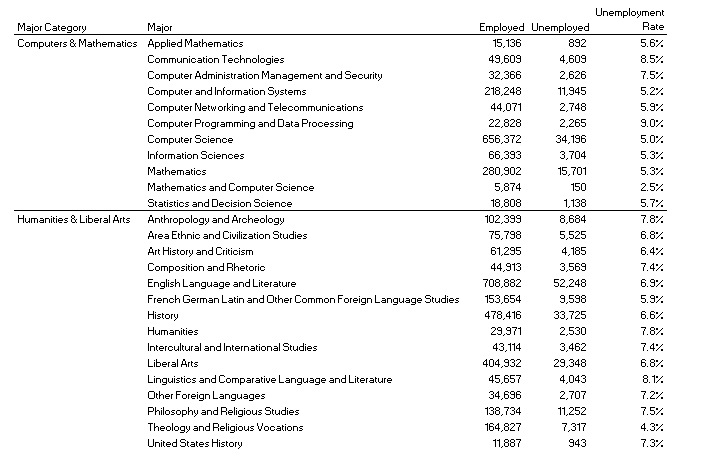 Unemployment
Major Category Major Employed Unemployed Rate
Computers & Mathematics Applied Mathematics 15,136 892 5.6%
Communication Technologies 49,609 4,609 8.5%
Computer Administration Management and Security 32,366 2,626 7.5%
Computer and Information Systems 218,248 11,945 5.2%
Computer Networking and Telecommunications 44,071 2,748 5.9%
Computer Programming and Data Processing 22,828 2,265 9.0%
Computer Science 656,372 34,196 5.0%
Information Sciences 66,393 3,704 5.3%
Mathematics 280,902 15,701 5.3%
Mathematics and Computer Science 5,874 150 2.5%
Statistics and Decision Science 18,808 1,138 5.7%
Humanities & Liberal Arts Anthropology and Archeology 102,399 8,684 7.8%
Area Ethnic and Civilization Studies 75,798 5,525 6.8%
Art History and Criticism 61,295 4,185 6.4%
Composition and Rhetoric 44,913 3,569 7.4%
English Language and Literature 708,882 52,248 6.9%
French German Latin and Other Common Foreign Language Studies 153,654 9,598 5.9%
History 478,416 33,725 6.6%
Humanities 29,971 2,530 7.8%
Intercultural and International Studies 43,114 3,462 7.4%
Liberal Arts 404,932 29,348 6.8%
Linguistics and Comparative Language and Literature 45,657 4,043 8.1%
Other Foreign Languages 34,696 2,707 7.2%
Philosophy and Religious Studies 138,734 11,252 7.5%
Theology and Religious Vocations 164,827 7,317 4.3%
United States History 11,887 943 7.3%